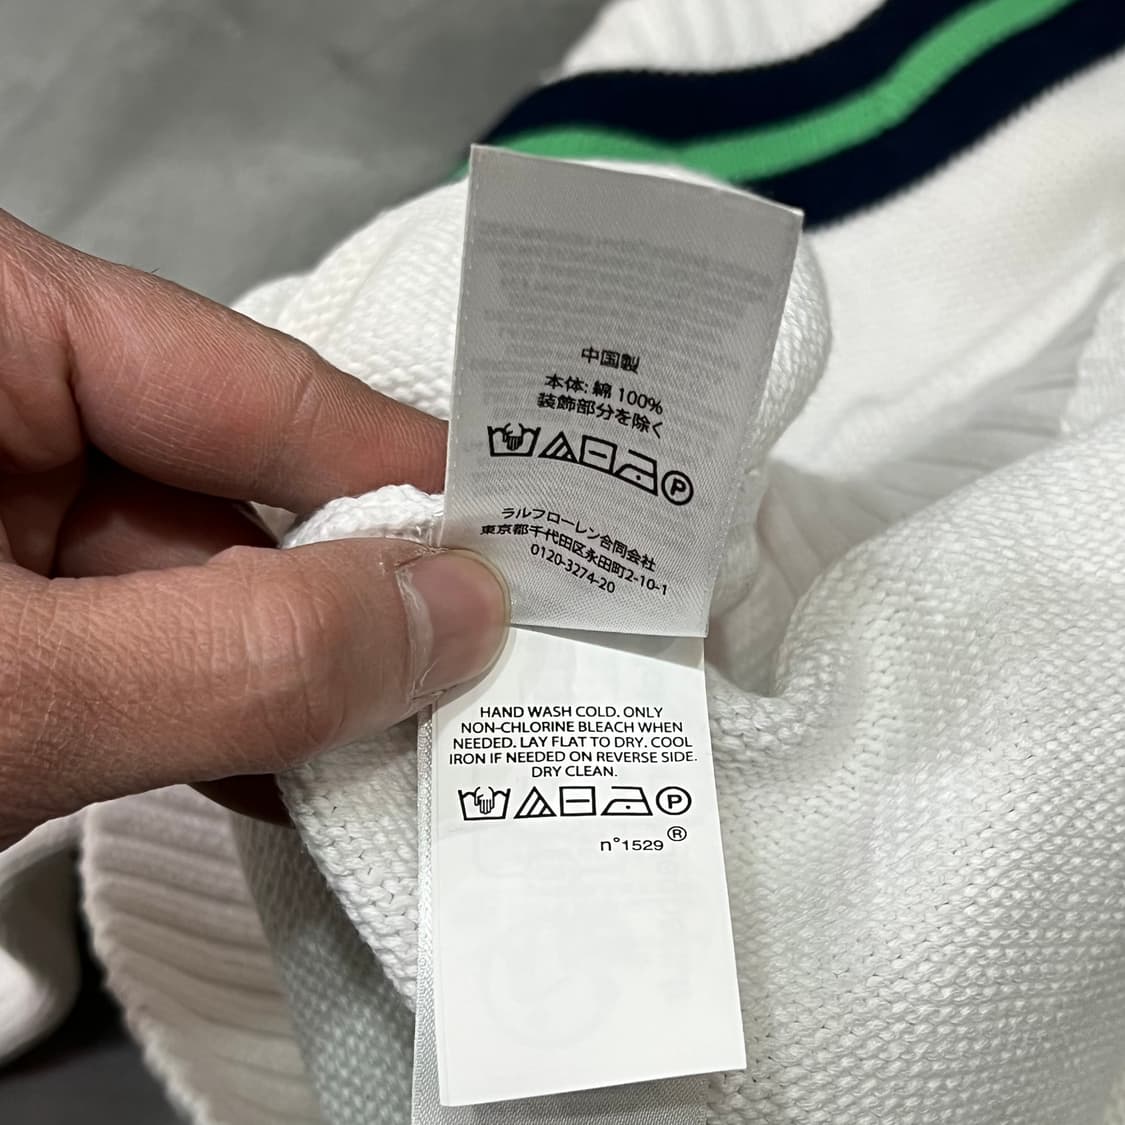 中国製
本体: 綿 100%
装飾部分を除く
P
ラルフローレン合同会社
東京都千代田区永田町2-10-1
0120-3274-20
HAND WASH COLD. ONLY
NON-CHLORINE BLEACH WHEN
NEEDED. LAY FLAT TO DRY. COOL
IRON IF NEEDED ON REVERSE SIDE.
DRY CLEAN.
P
n°1529 ®